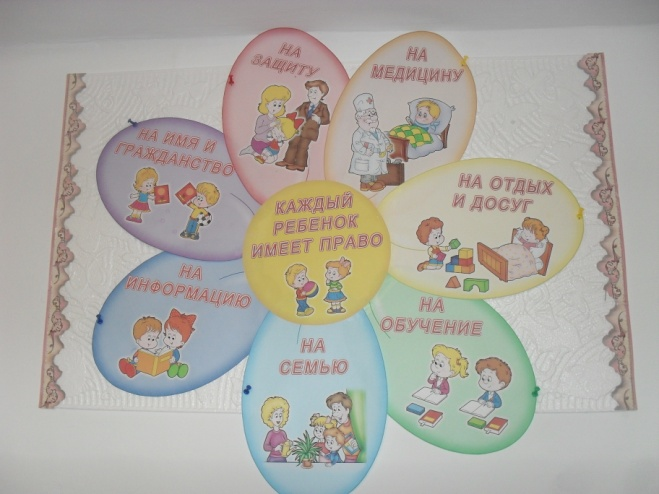 КАЖДЫЙ
РЕБЕНОК
ИМЕЕТ ПРАВО
НА
ЗАЩИТУ
НА
МЕДИЦИНУ
НА ОТДЫХ
И ДОСУГ
НА
ОБУЧЕНИЕ
НА
СЕМЬЮ
НА
ИНФОРМАЦИЮ
НА ИМЯ И
ГРАЖДАНСТВО